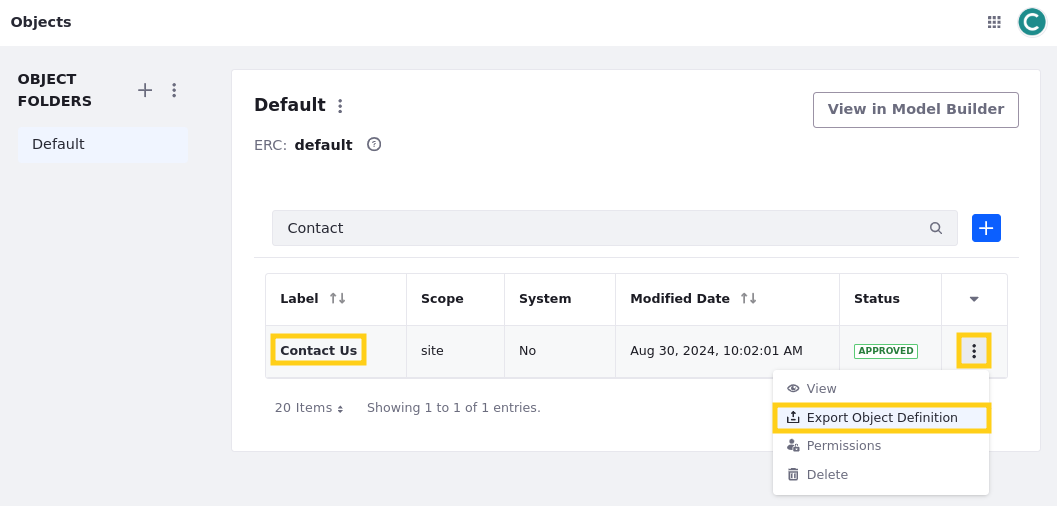 Objects
C
OBJECT
FOLDERS
Default
Default
View in Model Builder
ERC: default
Contact
Label Scope System Modified Date Status
Contact Us site No Aug 30, 2024, 10:02:01 AM APPROVED
View
20 Items Showing 1 to 1 of 1 entries.
Export Object Definition
Permissions
Delete